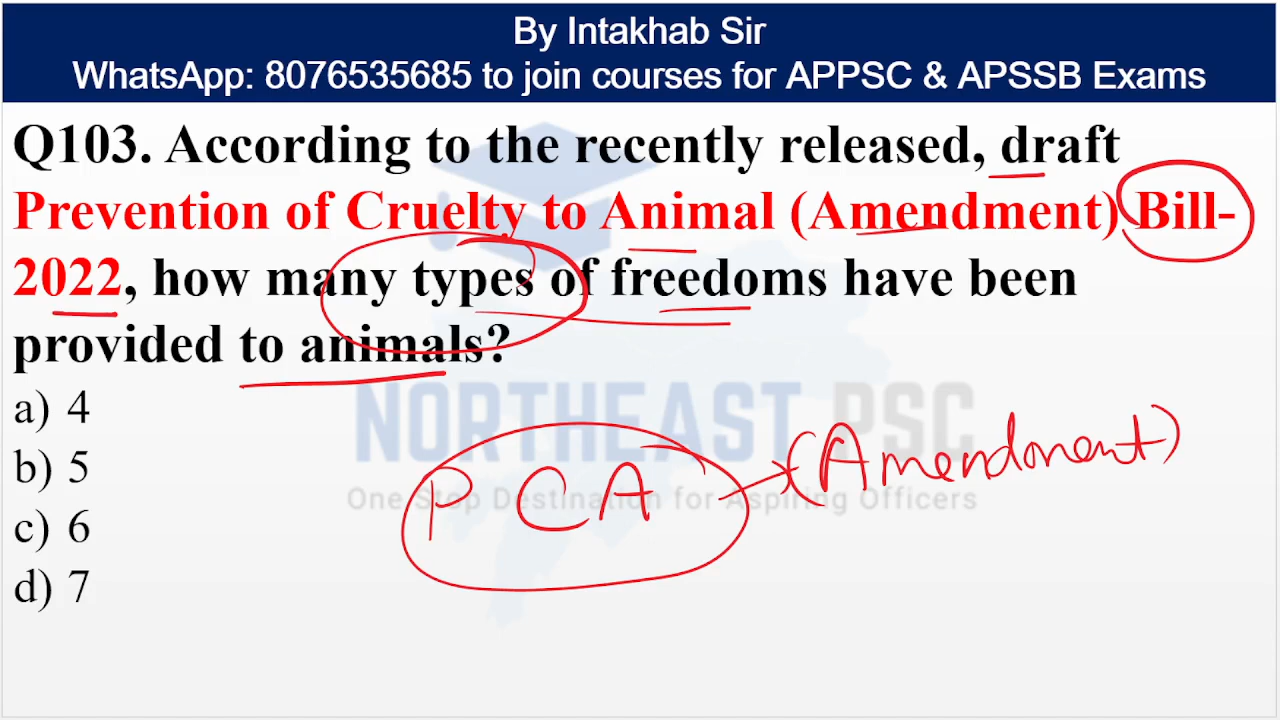 By Intakhab Sir
WhatsApp: 8076535685 to join courses for APPSC & APSSB Exams
Q103. According to the recently released, draft
Prevention of Cruelty to Animal (Amendment) Bill-
2022, how many types of freedoms have been
provided to animals?
a) 4
b) 5
c) 6
d) 7
NORTHEAST PSC
One Stop Destination for Aspiring Officers
PCA (Amendment)